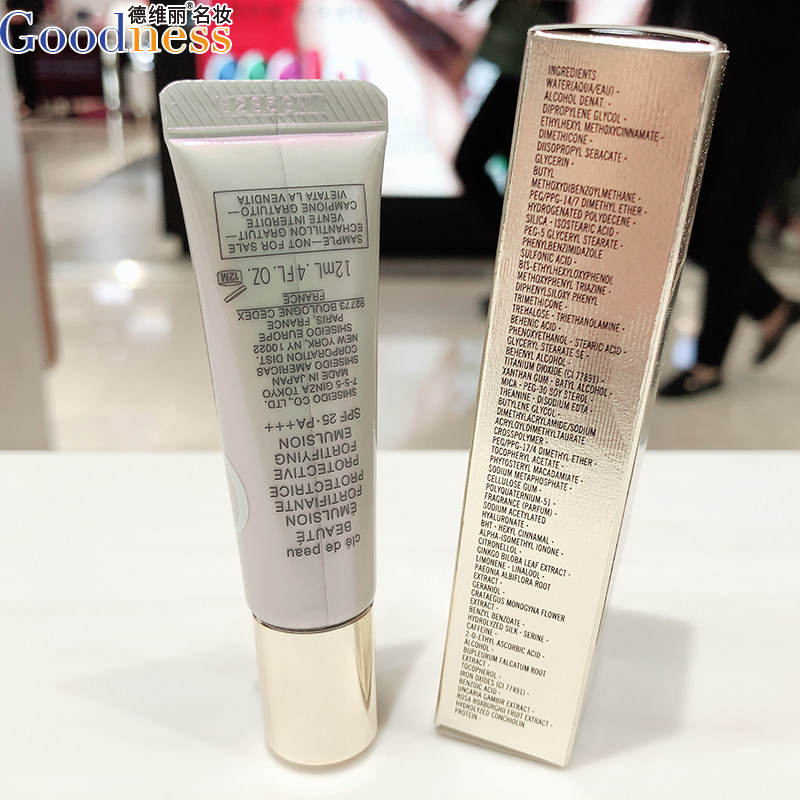 德维丽®名妆
Goodness
clé de peau
BEAUTÉ
ÉMULSION
FORTIFIANTE
PROTECTRICE
PROTECTIVE
FORTIFYING
EMULSION
SPF 25·PA+++
SHISEIDO CO., LTD.
7-5-5 GINZA TOKYO
MADE IN JAPAN
SHISEIDO AMERICAS
CORPORATION DIST.
NEW YORK, NY 10022
SHISEIDO EUROPE
PARIS, FRANCE
92773 BOULOGNE CEDEX
FRANCE
12mL .4 FL. OZ. 12M
SAMPLE—NOT FOR SALE
ÉCHANTILLON GRATUIT—
VENTE INTERDITE
CAMPIONE GRATUITO—
VIETATA LA VENDITA
INGREDIENTS:
WATER(AQUA/EAU)·
ALCOHOL DENAT. ·
DIPROPYLENE GLYCOL ·
ETHYLHEXYL METHOXYCINNAMATE ·
DIMETHICONE ·
DIISOPROPYL SEBACATE ·
GLYCERIN ·
BUTYL
METHOXYDIBENZOYLMETHANE ·
PEG/PPG-14/7 DIMETHYL ETHER ·
HYDROGENATED POLYDECENE ·
SILICA · ISOSTEARIC ACID ·
PEG-5 GLYCERYL STEARATE ·
PHENYLBENZIMIDAZOLE
SULFONIC ACID ·
BIS-ETHYLHEXYLOXYPHENOL
METHOXYPHENYL TRIAZINE ·
DIPHENYLSILOXY PHENYL
TRIMETHICONE ·
TREHALOSE · TRIETHANOLAMINE ·
BEHENIC ACID ·
PHENOXYETHANOL · STEARIC ACID ·
GLYCERYL STEARATE SE ·
BEHENYL ALCOHOL ·
TITANIUM DIOXIDE (CI 77891) ·
XANTHAN GUM · BATYL ALCOHOL ·
MICA · PEG-30 SOY STEROL ·
THEANINE · DISODIUM EDTA ·
BUTYLENE GLYCOL ·
DIMETHYLACRYLAMIDE/SODIUM
ACRYLOYLDIMETHYLTAURATE
CROSSPOLYMER ·
PEG/PPG-17/4 DIMETHYL ETHER ·
TOCOPHERYL ACETATE ·
PHYTOSTERYL MACADAMIATE ·
SODIUM METAPHOSPHATE ·
CELLULOSE GUM ·
POLYQUATERNIUM-51 ·
FRAGRANCE (PARFUM) ·
SODIUM ACETYLATED
HYALURONATE ·
BHT · HEXYL CINNAMAL ·
ALPHA-ISOMETHYL IONONE ·
CITRONELLOL ·
GINKGO BILOBA LEAF EXTRACT ·
LIMONENE · LINALOOL ·
PAEONIA ALBIFLORA ROOT
EXTRACT ·
GERANIOL ·
CRATAEGUS MONOGYNA FLOWER
EXTRACT ·
BENZYL BENZOATE ·
HYDROLYZED SILK · SERINE ·
CAFFEINE ·
2-O-ETHYL ASCORBIC ACID ·
ALCOHOL ·
BUPLEURUM FALCATUM ROOT
EXTRACT ·
TOCOPHEROL ·
IRON OXIDES (CI 77491) ·
BENZOIC ACID ·
UNCARIA GAMBIR EXTRACT ·
ROSA ROXBURGHII FRUIT EXTRACT ·
HYDROLYZED CONCHIOLIN
PROTEIN ·